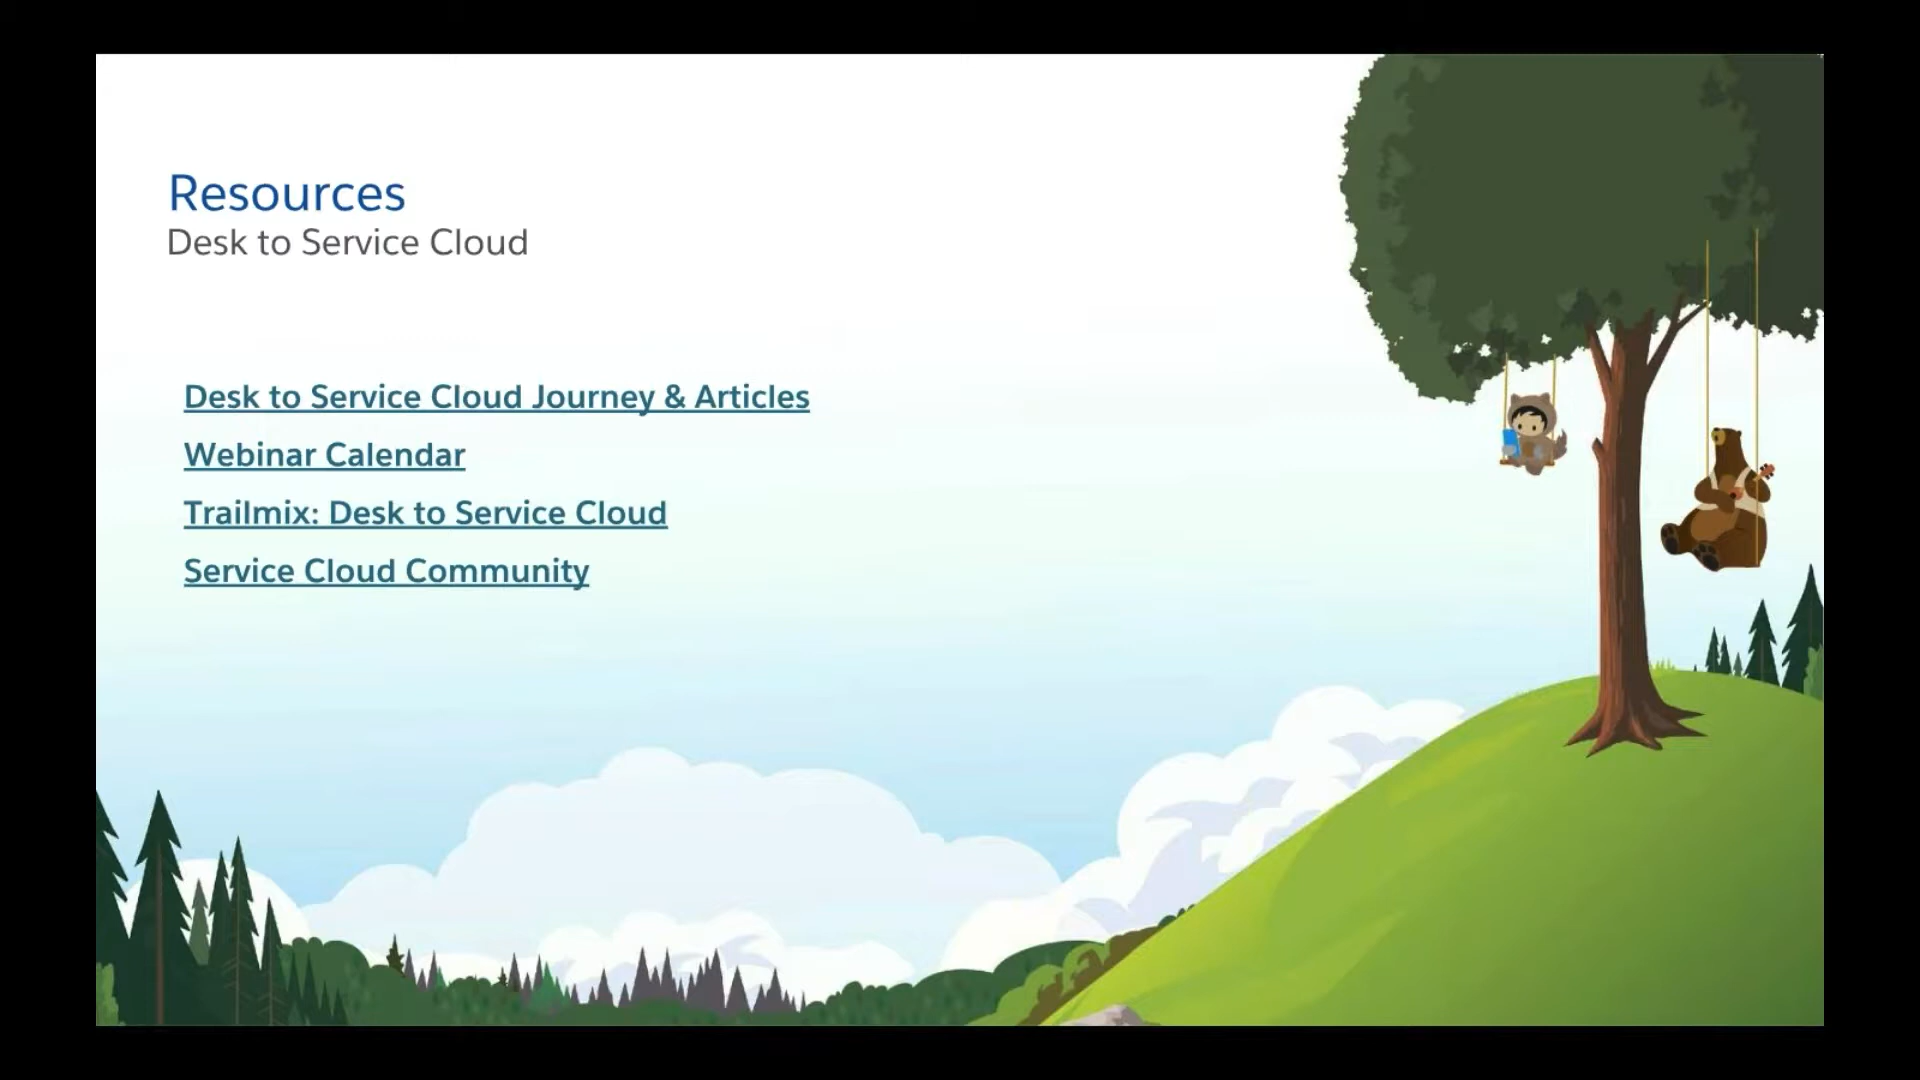 Resources
Desk to Service Cloud
Desk to Service Cloud Journey & Articles
Webinar Calendar
Trailmix: Desk to Service Cloud
Service Cloud Community